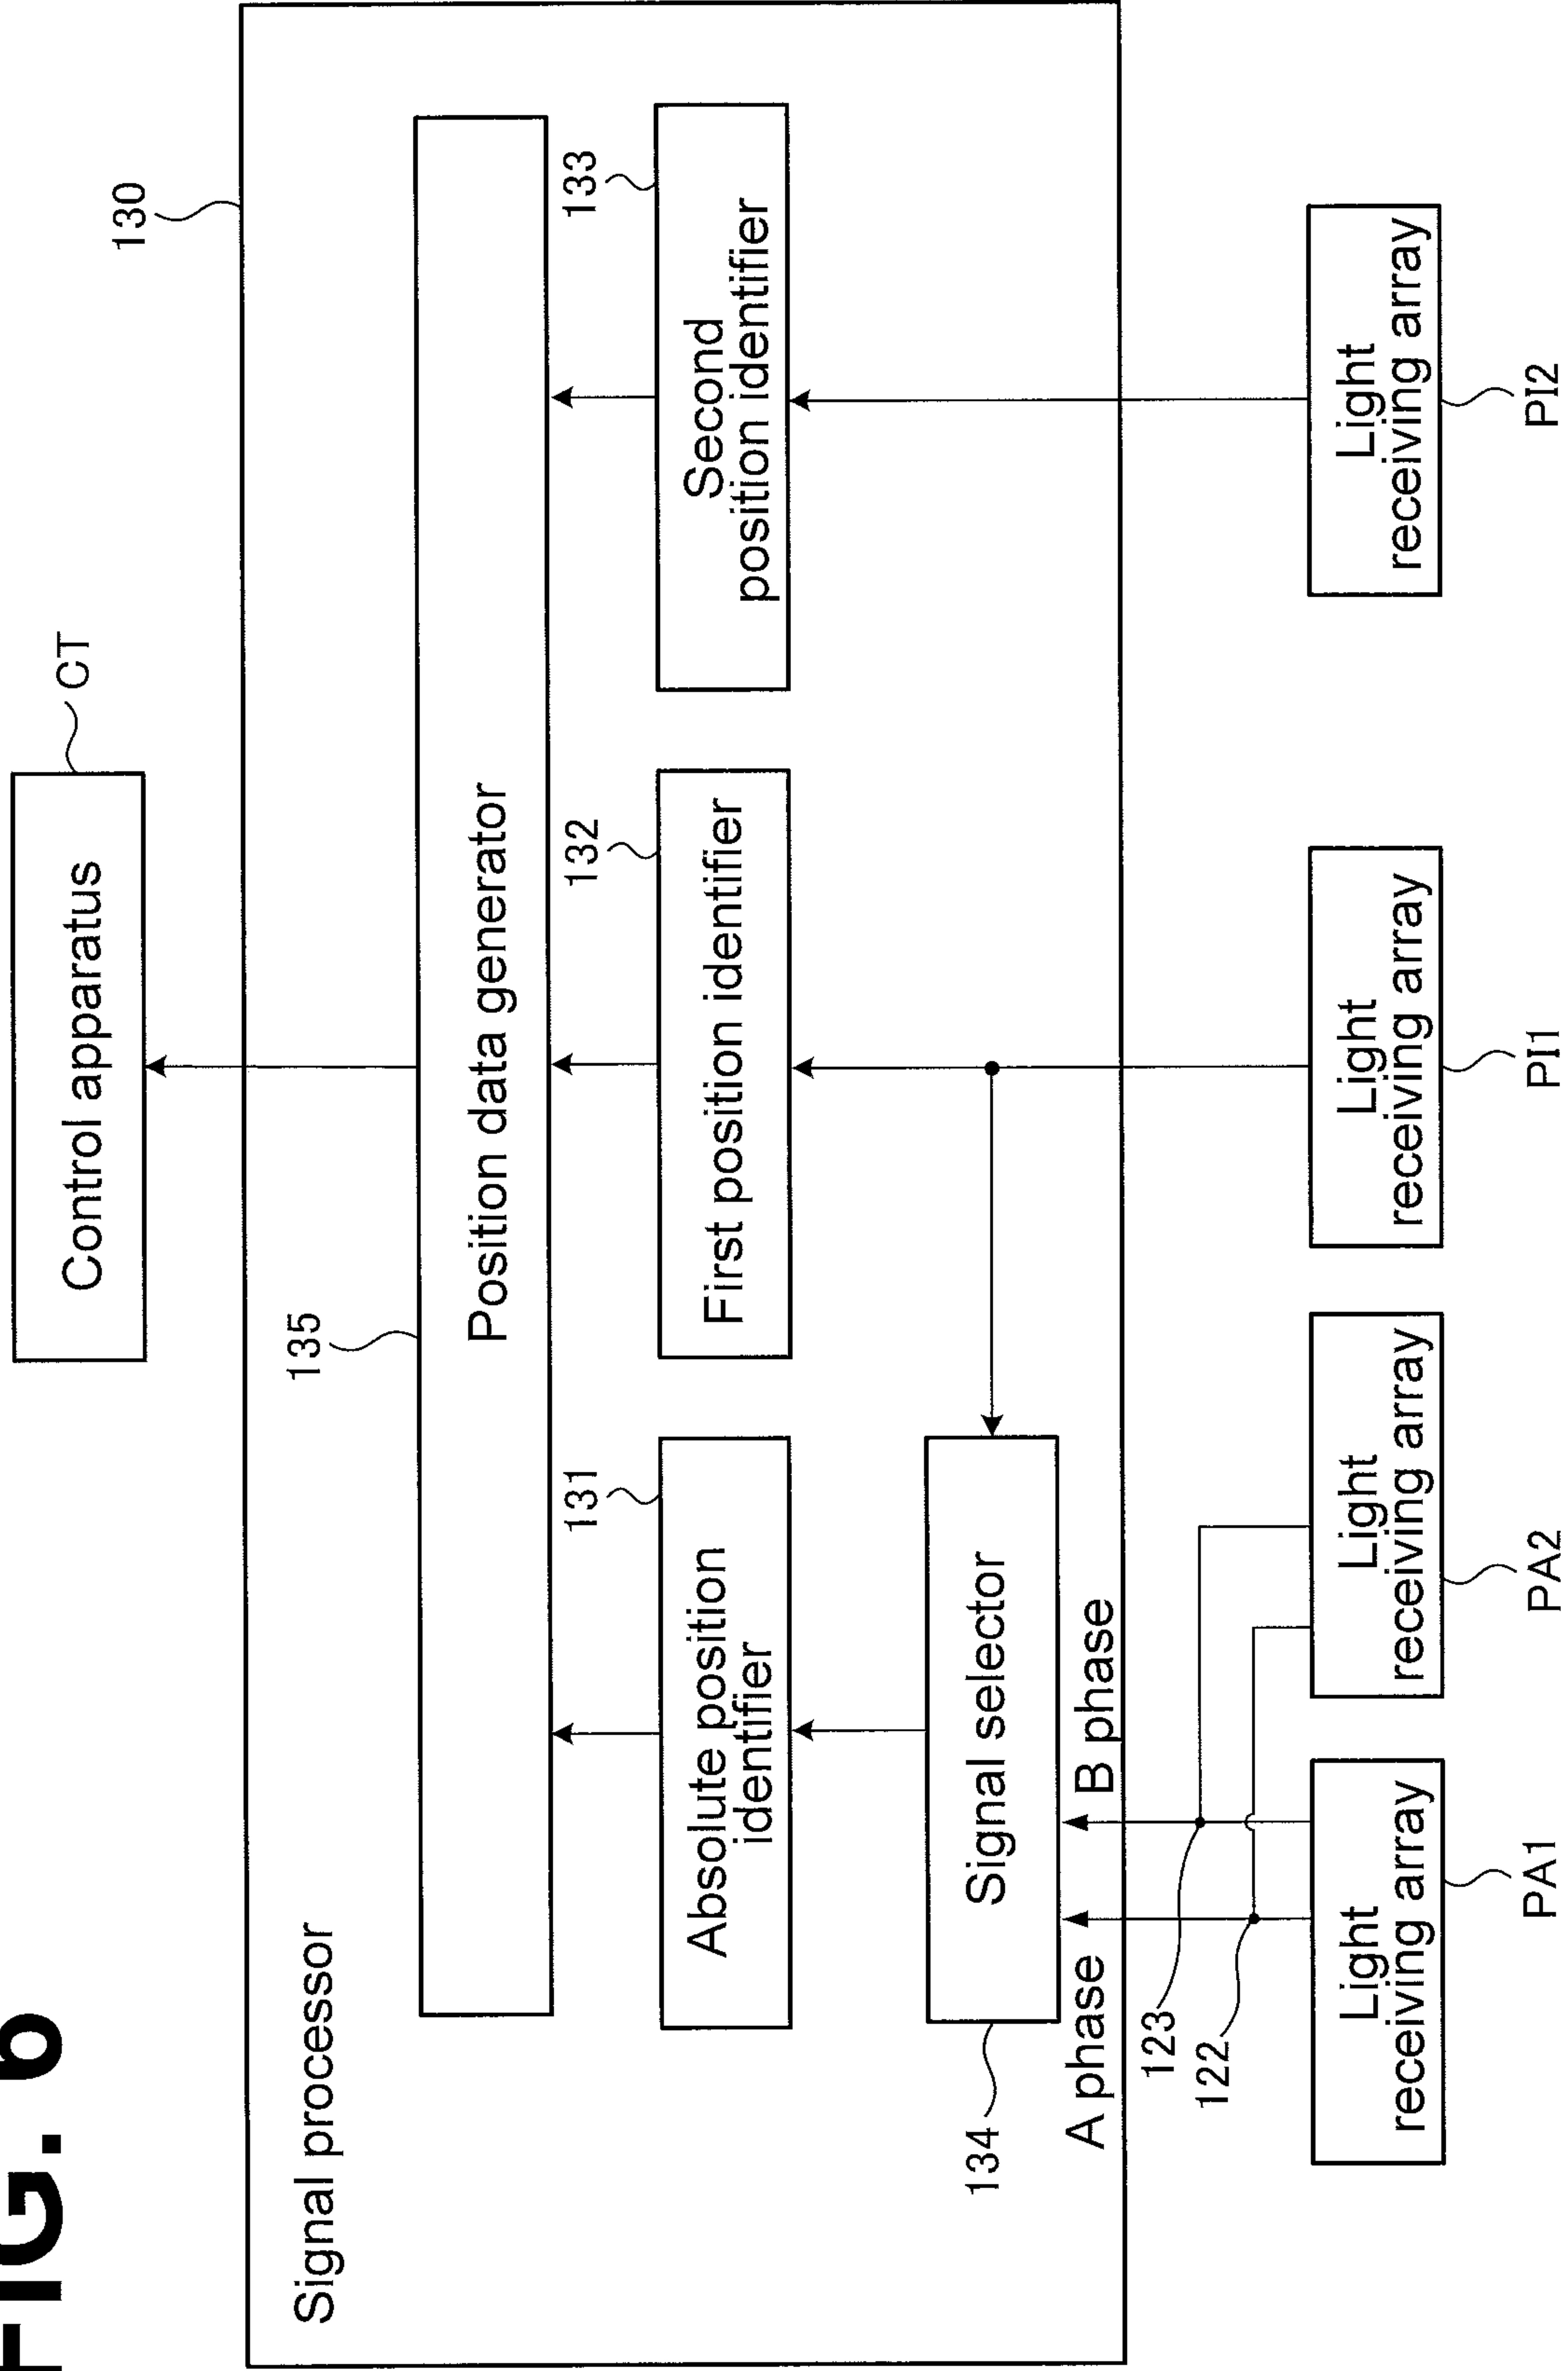 FIG. 6
Control apparatus
CT
130
Signal processor
135
Position data generator
131
132
133
Absolute position
identifier
First position identifier
Second
position identifier
134
Signal selector
A phase
B phase
123
122
Light
receiving array
Light
receiving array
Light
receiving array
Light
receiving array
PA1
PA2
PI1
PI2